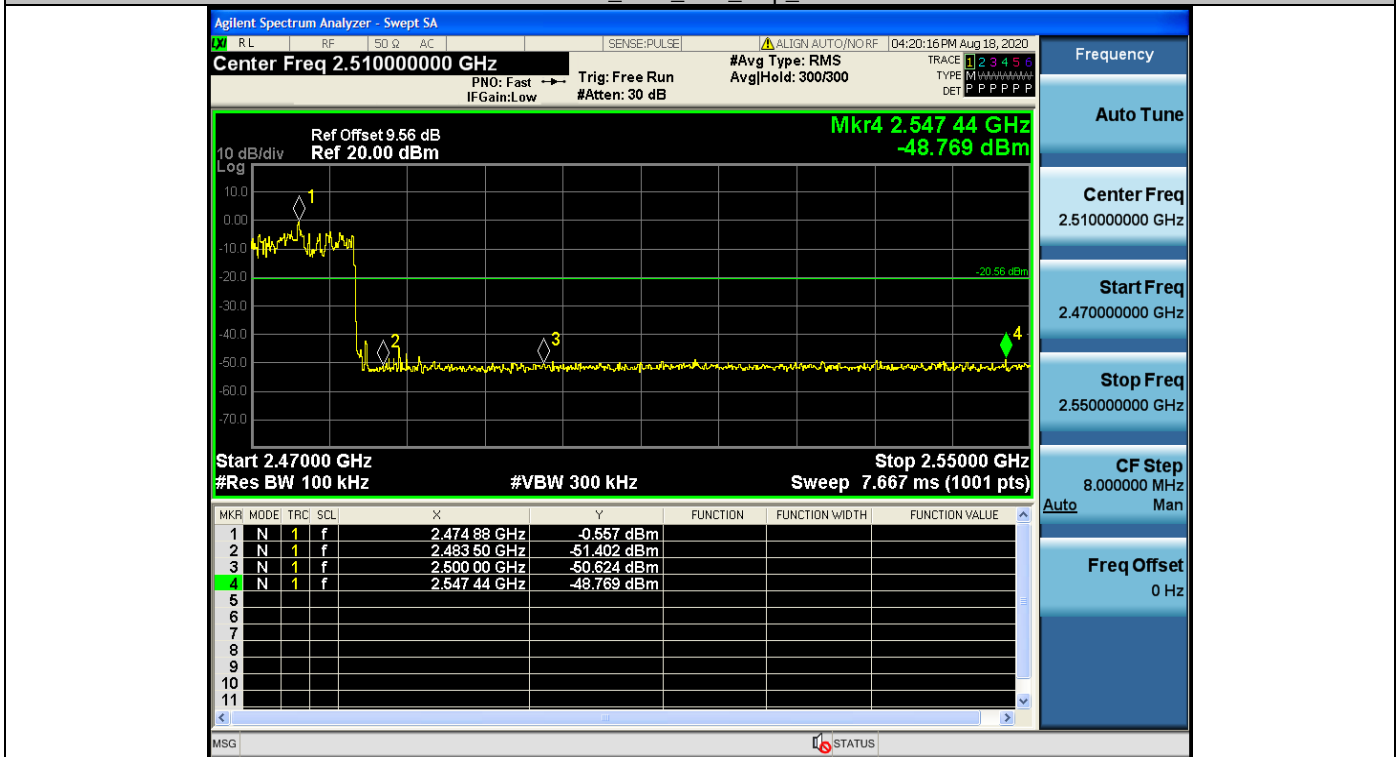 Agilent Spectrum Analyzer - Swept SA
LXI RL RF 50 Ω AC SENSE:PULSE ALIGN AUTO/NO RF 04:20:16 PM Aug 18, 2020
Center Freq 2.510000000 GHz
PNO: Fast
IFGain:Low
Trig: Free Run
#Atten: 30 dB
#Avg Type: RMS
Avg|Hold: 300/300
TRACE 1 2 3 4 5 6
TYPE M WWWWW
DET P P P P P P
Frequency
Auto Tune
Center Freq
2.510000000 GHz
Start Freq
2.470000000 GHz
Stop Freq
2.550000000 GHz
CF Step
8.000000 MHz
Auto Man
Freq Offset
0 Hz
Mkr4 2.547 44 GHz
-48.769 dBm
Ref Offset 9.56 dB
10 dB/div Ref 20.00 dBm
Log
10.0
0.00
-10.0
-20.0
-30.0
-40.0
-50.0
-60.0
-70.0
1
2
3
4
-20.56 dBm
Start 2.47000 GHz Stop 2.55000 GHz
#Res BW 100 kHz #VBW 300 kHz Sweep 7.667 ms (1001 pts)
MKR MODE TRC SCL X Y FUNCTION FUNCTION WIDTH FUNCTION VALUE
1 N 1 f 2.474 88 GHz -0.557 dBm
2 N 1 f 2.483 50 GHz -51.402 dBm
3 N 1 f 2.500 00 GHz -50.624 dBm
4 N 1 f 2.547 44 GHz -48.769 dBm
5
6
7
8
9
10
11
MSG STATUS